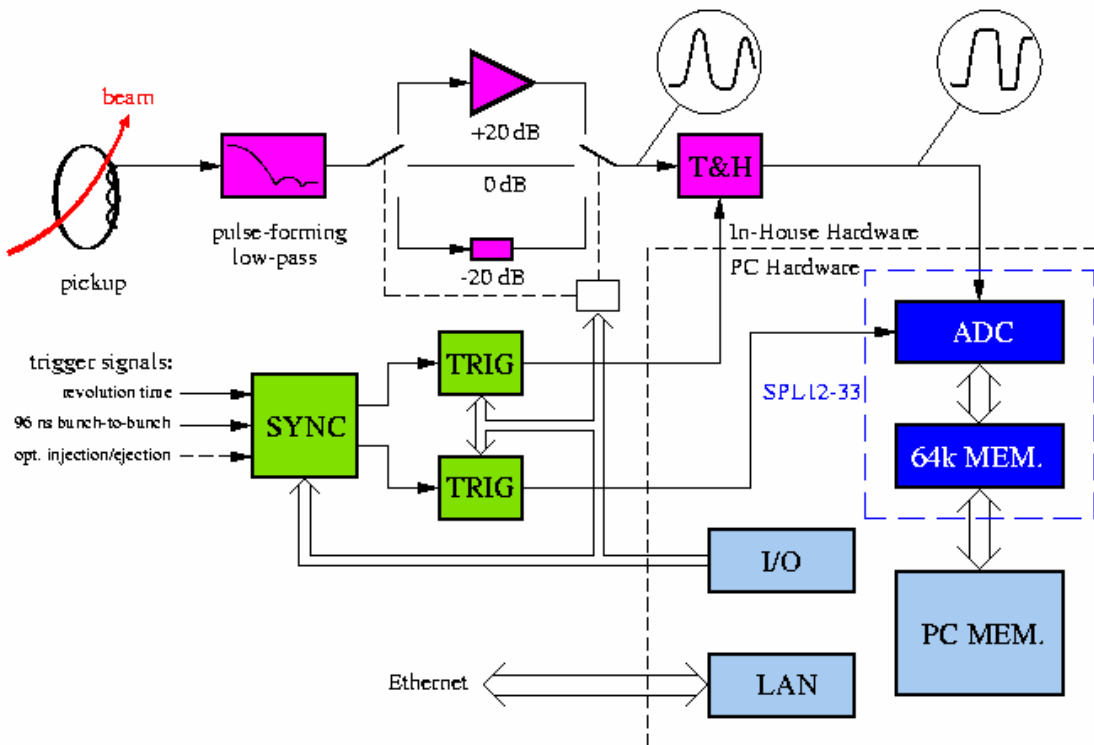 beam
+20 dB
T&H
0 dB
pulse-forming
low-pass
In-House Hardware
PC Hardware
pickup
-20 dB
ADC
trigger signals:
TRIG
revolution time
SPL12-33
96 ns bunch-to-bunch
SYNC
opt. injection/ejection
64k MEM.
TRIG
I/O
PC MEM.
Ethernet
LAN